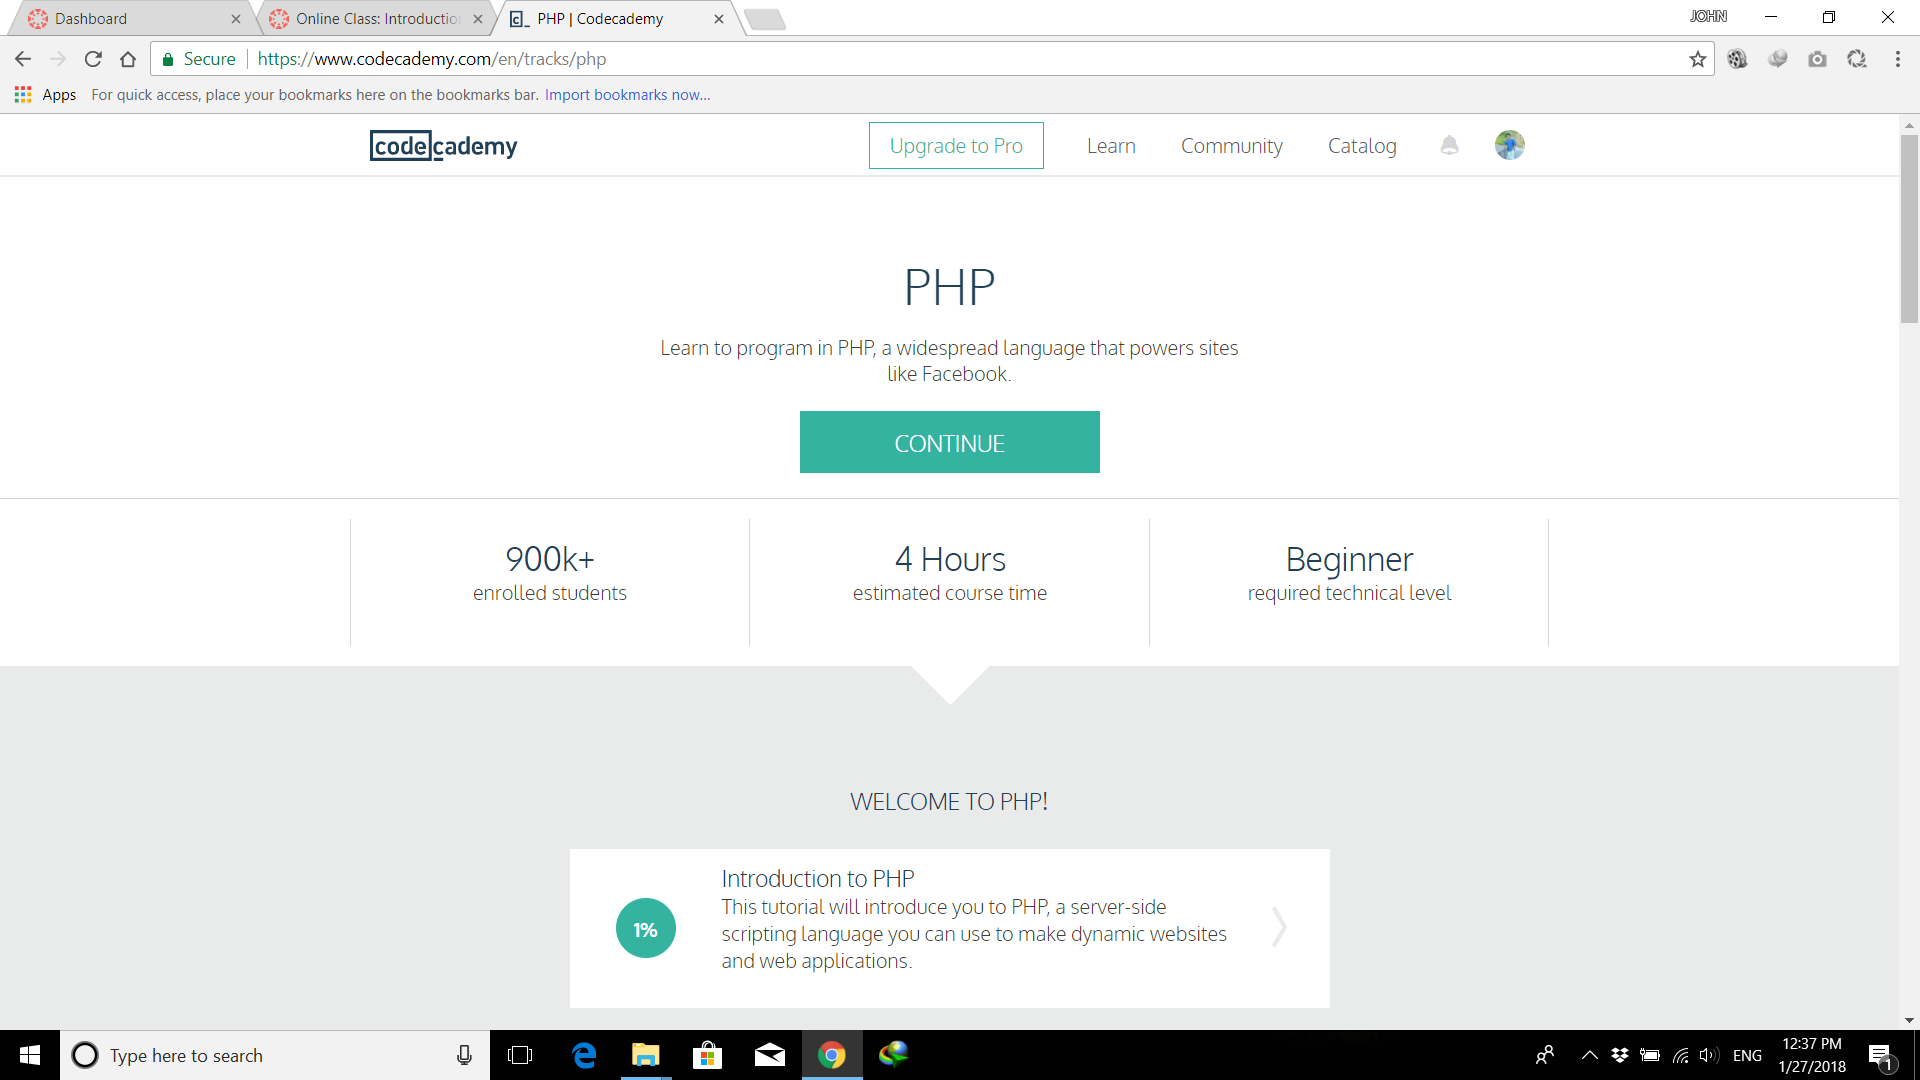 Dashboard
Online Class: Introductio
PHP | Codecademy
JOHN
Secure
https://www.codecademy.com/en/tracks/php
Apps
For quick access, place your bookmarks here on the bookmarks bar. Import bookmarks now...
codecademy
Upgrade to Pro
Learn
Community
Catalog
PHP
Learn to program in PHP, a widespread language that powers sites
like Facebook.
CONTINUE
900k+
enrolled students
4 Hours
estimated course time
Beginner
required technical level
WELCOME TO PHP!
1%
Introduction to PHP
This tutorial will introduce you to PHP, a server-side
scripting language you can use to make dynamic websites
and web applications.
Type here to search
ENG
12:37 PM
1/27/2018
1